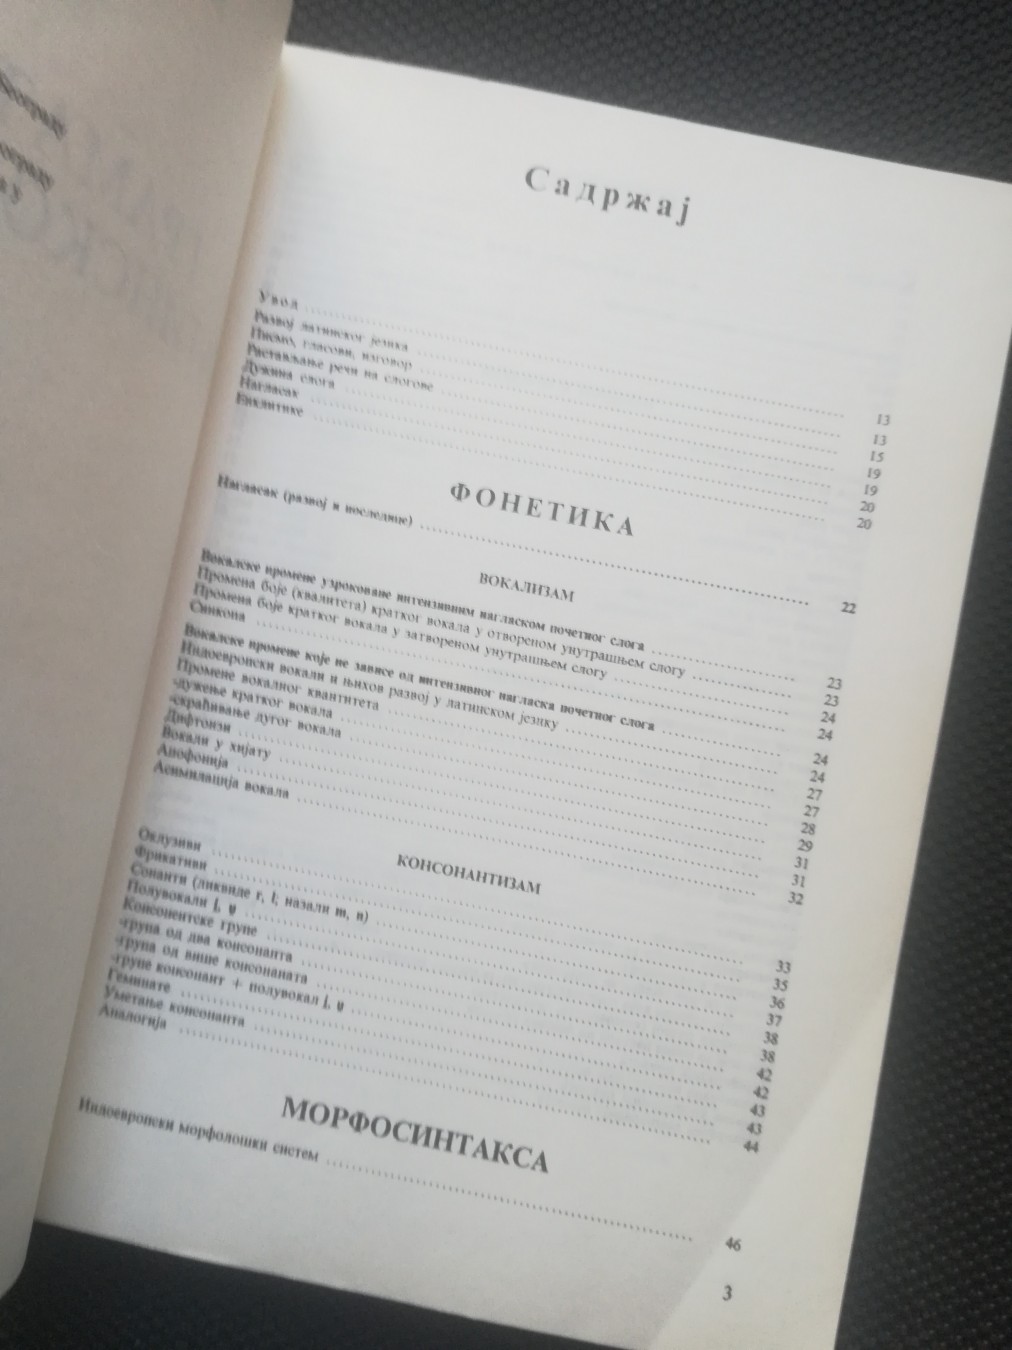 Садржај
Увод 13
Развој латинског језика 13
Писмо, гласови, изговор 15
Растављање речи на слогове 19
Дужина слога 19
Нагласак 20
Енклитике 20
ФОНЕТИКА
Нагласак (развој и последице) 22
ВОКАЛИЗАМ
Вокалске промене узроковане интензивним нагласком почетног слога 23
Промена боје (квалитета) кратког вокала у отвореном унутрашњем слогу 23
Промена боје кратког вокала у затвореном унутрашњем слогу 24
Синкопа 24
Вокалске промене које не зависе од интензивног нагласка почетног слога 24
Индоевропски вокали и њихов развој у латинском језику 24
Промене вокалног квантитета 27
-дужење кратког вокала 27
-скраћивање дугог вокала 28
Дифтонзи 29
Вокали у хијату 31
Апофонија 31
Асимилација вокала 32
КОНСОНАНТИЗАМ
Оклузиви 33
Фрикативи 35
Сонанти (ликвиде r, l; назали m, n) 36
Полувокали i̯, u̯ 37
Консонентске групе 38
-група од два консонанта 38
-група од више консонаната 42
-групе консонант + полувокал i̯, u̯ 42
Геминате 43
Уметање консонанта 43
Аналогија 44
МОРФОСИНТАКСА
Индоевропски морфолошки систем 46
3